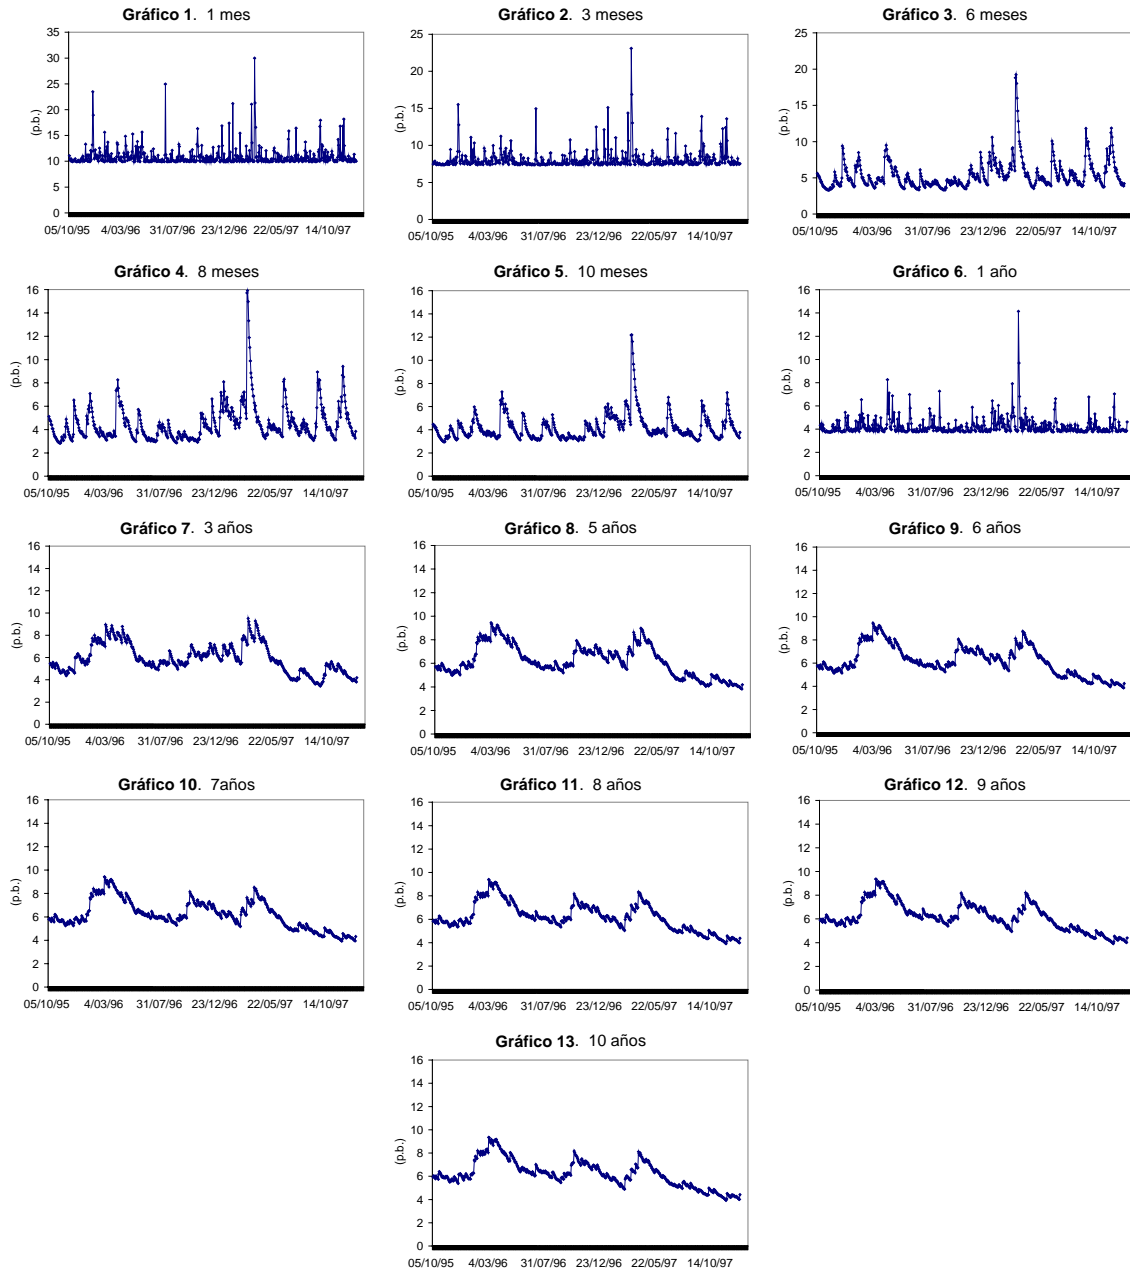 Gráfico 1. 1 mes
35
30
25
20
15
10
5
0
(p.b.)
05/10/95 4/03/96 31/07/96 23/12/96 22/05/97 14/10/97
Gráfico 2. 3 meses
25
20
15
10
5
0
(p.b.)
05/10/95 4/03/96 31/07/96 23/12/96 22/05/97 14/10/97
Gráfico 3. 6 meses
25
20
15
10
5
0
(p.b.)
05/10/95 4/03/96 31/07/96 23/12/96 22/05/97 14/10/97
Gráfico 4. 8 meses
16
14
12
10
8
6
4
2
0
(p.b.)
05/10/95 4/03/96 31/07/96 23/12/96 22/05/97 14/10/97
Gráfico 5. 10 meses
16
14
12
10
8
6
4
2
0
(p.b.)
05/10/95 4/03/96 31/07/96 23/12/96 22/05/97 14/10/97
Gráfico 6. 1 año
16
14
12
10
8
6
4
2
0
(p.b.)
05/10/95 4/03/96 31/07/96 23/12/96 22/05/97 14/10/97
Gráfico 7. 3 años
16
14
12
10
8
6
4
2
0
(p.b.)
05/10/95 4/03/96 31/07/96 23/12/96 22/05/97 14/10/97
Gráfico 8. 5 años
16
14
12
10
8
6
4
2
0
(p.b.)
05/10/95 4/03/96 31/07/96 23/12/96 22/05/97 14/10/97
Gráfico 9. 6 años
16
14
12
10
8
6
4
2
0
(p.b.)
05/10/95 4/03/96 31/07/96 23/12/96 22/05/97 14/10/97
Gráfico 10. 7años
16
14
12
10
8
6
4
2
0
(p.b.)
05/10/95 4/03/96 31/07/96 23/12/96 22/05/97 14/10/97
Gráfico 11. 8 años
16
14
12
10
8
6
4
2
0
(p.b.)
05/10/95 4/03/96 31/07/96 23/12/96 22/05/97 14/10/97
Gráfico 12. 9 años
16
14
12
10
8
6
4
2
0
(p.b.)
05/10/95 4/03/96 31/07/96 23/12/96 22/05/97 14/10/97
Gráfico 13. 10 años
16
14
12
10
8
6
4
2
0
(p.b.)
05/10/95 4/03/96 31/07/96 23/12/96 22/05/97 14/10/97